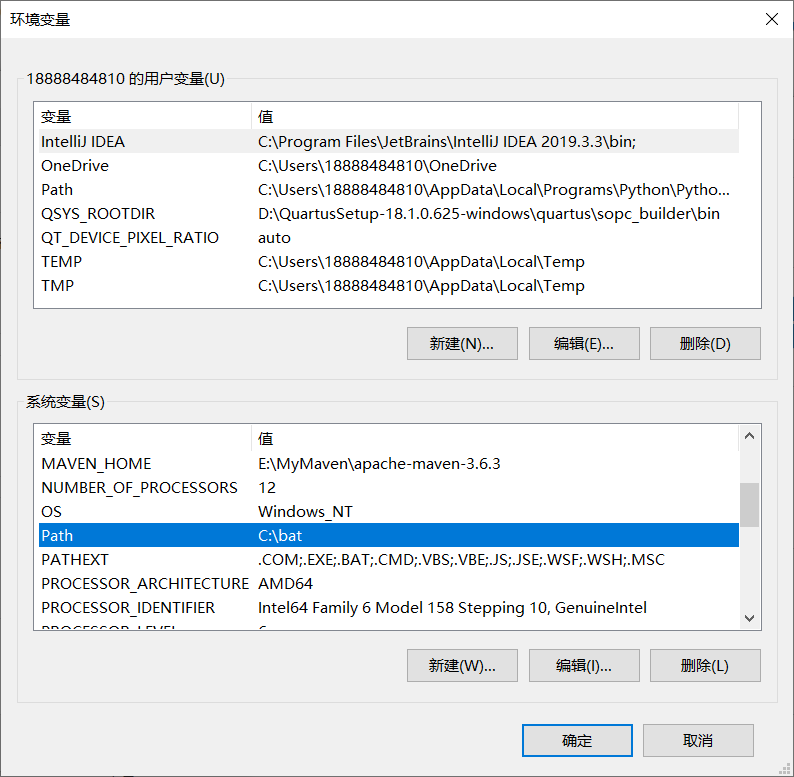 环境变量
18888484810 的用户变量(U)
变量 值
IntelliJ IDEA C:\Program Files\JetBrains\IntelliJ IDEA 2019.3.3\bin;
OneDrive C:\Users\18888484810\OneDrive
Path C:\Users\18888484810\AppData\Local\Programs\Python\Pytho...
QSYS_ROOTDIR D:\QuartusSetup-18.1.0.625-windows\quartus\sopc_builder\bin
QT_DEVICE_PIXEL_RATIO auto
TEMP C:\Users\18888484810\AppData\Local\Temp
TMP C:\Users\18888484810\AppData\Local\Temp
新建(N)... 编辑(E)... 删除(D)
系统变量(S)
变量 值
MAVEN_HOME E:\MyMaven\apache-maven-3.6.3
NUMBER_OF_PROCESSORS 12
OS Windows_NT
Path C:\bat
PATHEXT .COM;.EXE;.BAT;.CMD;.VBS;.VBE;.JS;.JSE;.WSF;.WSH;.MSC
PROCESSOR_ARCHITECTURE AMD64
PROCESSOR_IDENTIFIER Intel64 Family 6 Model 158 Stepping 10, GenuineIntel
新建(W)... 编辑(I)... 删除(L)
确定 取消